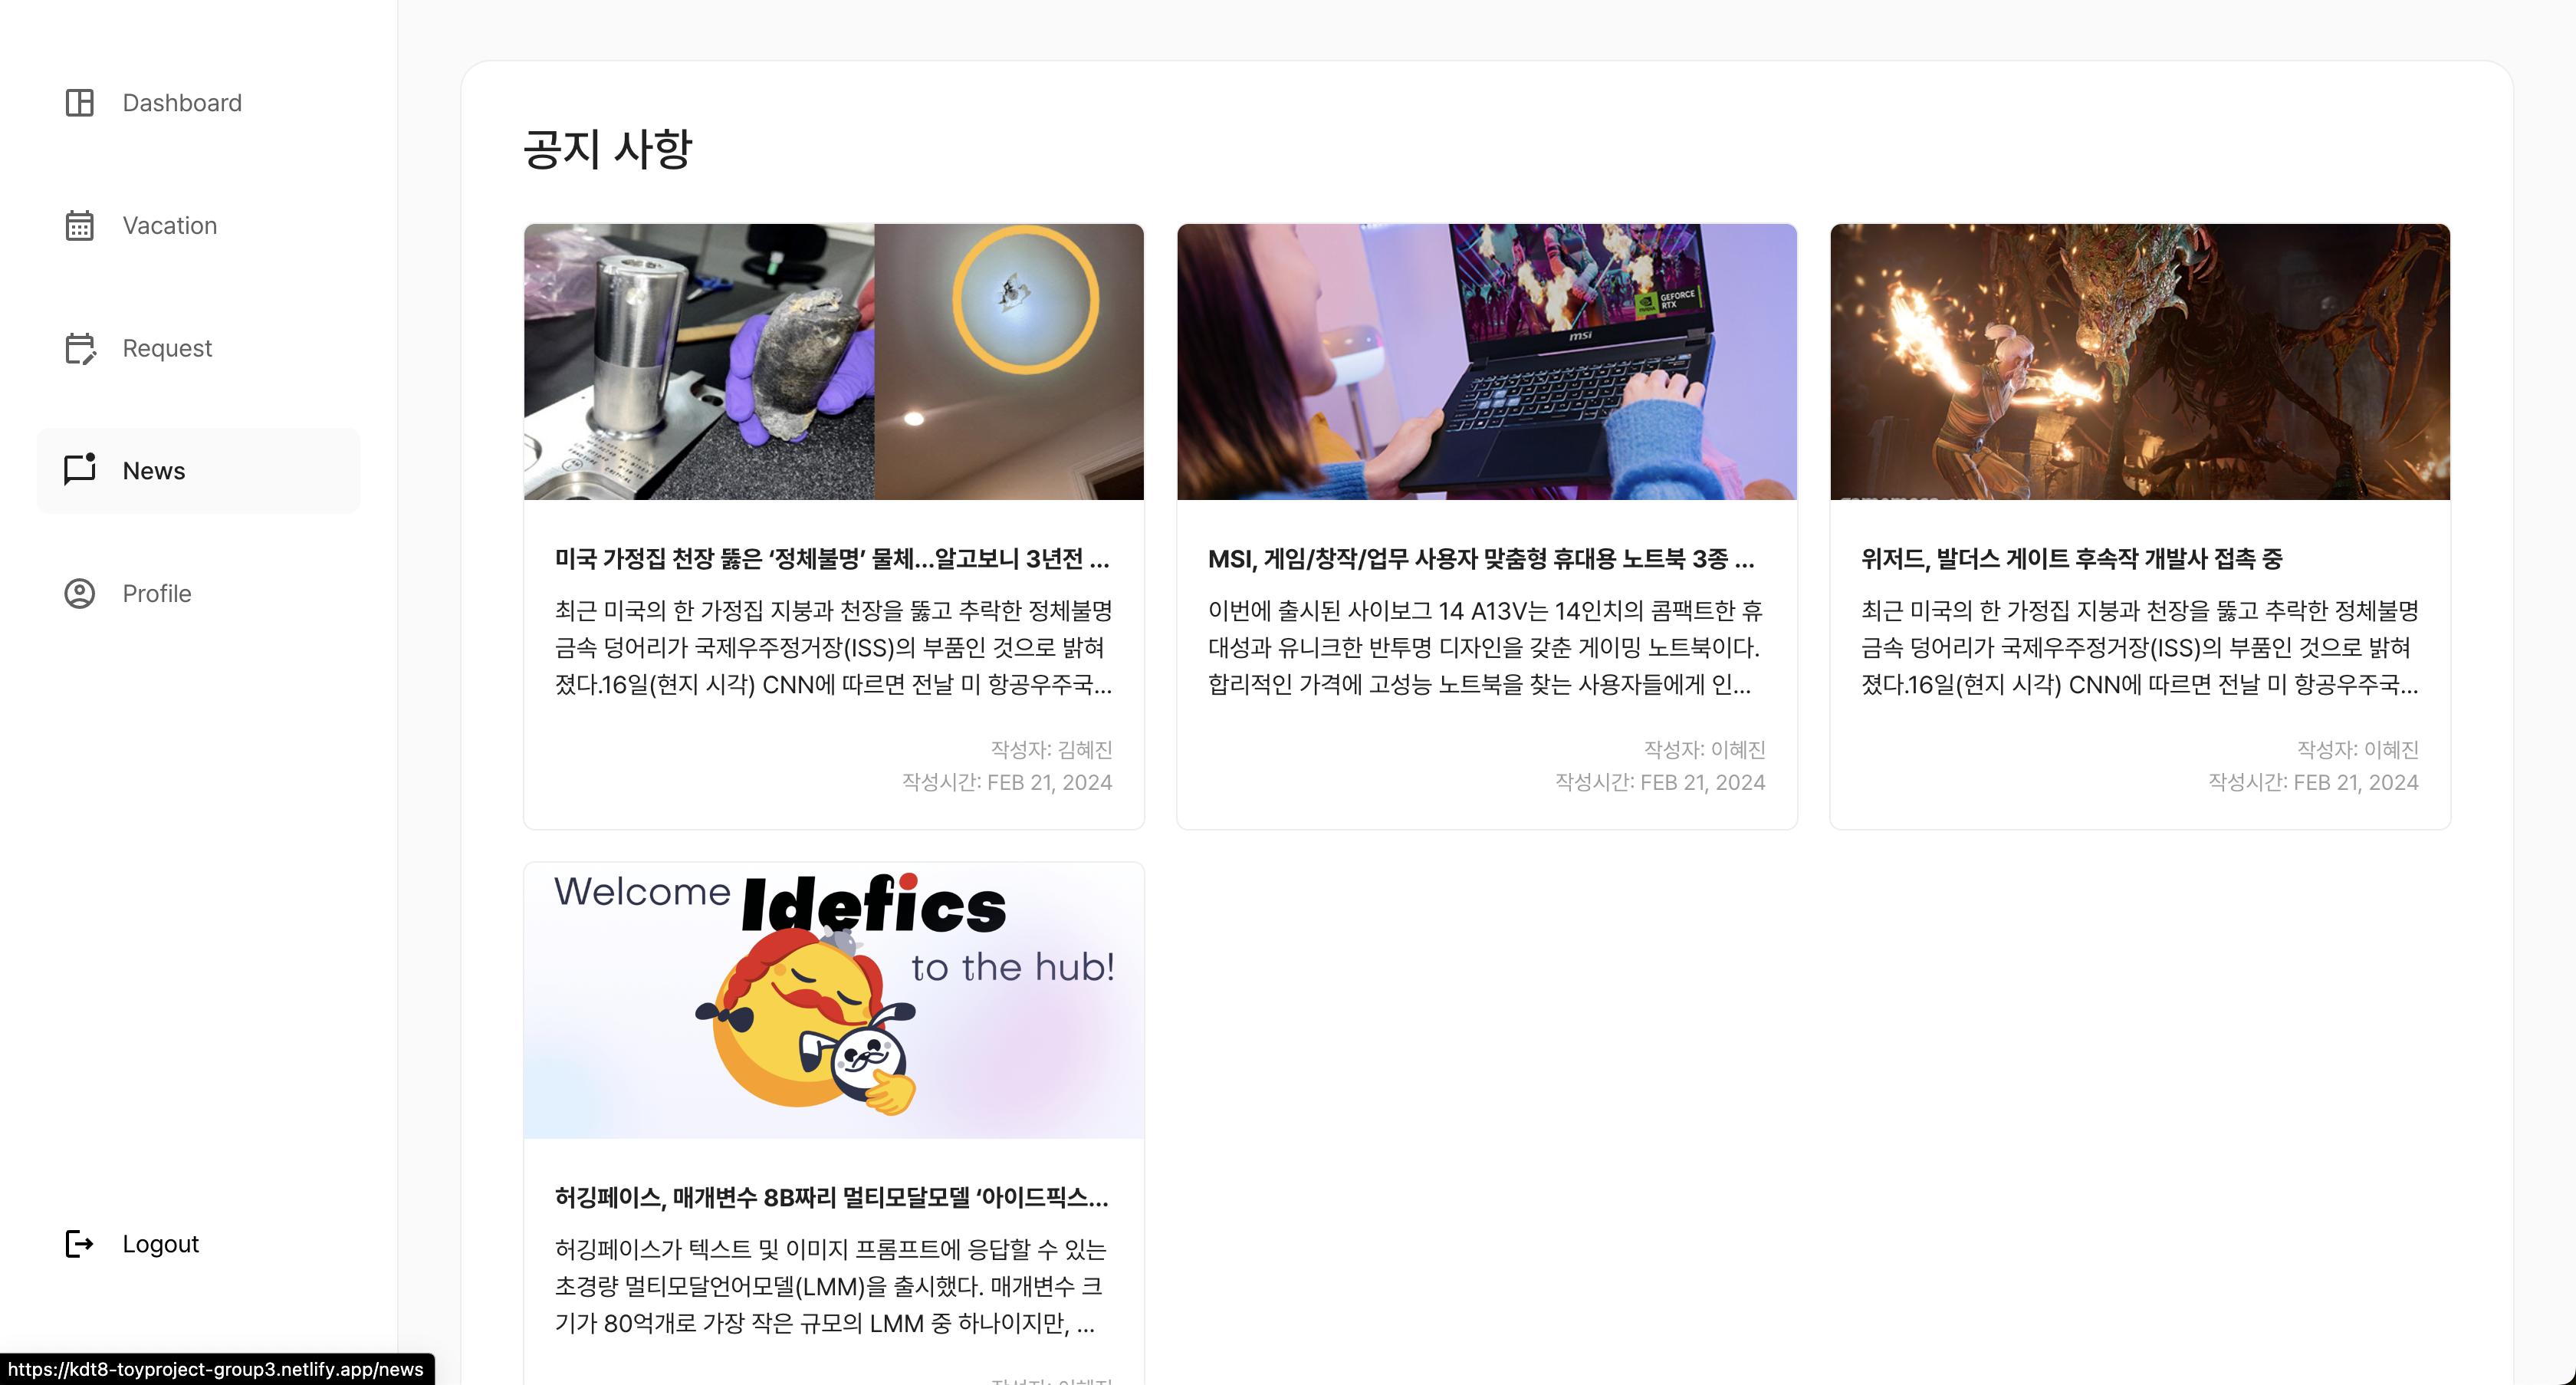 Dashboard
Vacation
Request
News
Profile
Logout
공지 사항
GEFORCE
RTX
msi
미국 가정집 천장 뚫은 ‘정체불명’ 물체...알고보니 3년전 ...
최근 미국의 한 가정집 지붕과 천장을 뚫고 추락한 정체불명
금속 덩어리가 국제우주정거장(ISS)의 부품인 것으로 밝혀
졌다.16일(현지 시각) CNN에 따르면 전날 미 항공우주국...
작성자: 김혜진
작성시간: FEB 21, 2024
MSI, 게임/창작/업무 사용자 맞춤형 휴대용 노트북 3종 ...
이번에 출시된 사이보그 14 A13V는 14인치의 콤팩트한 휴
대성과 유니크한 반투명 디자인을 갖춘 게이밍 노트북이다.
합리적인 가격에 고성능 노트북을 찾는 사용자들에게 인...
작성자: 이혜진
작성시간: FEB 21, 2024
위저드, 발더스 게이트 후속작 개발사 접촉 중
최근 미국의 한 가정집 지붕과 천장을 뚫고 추락한 정체불명
금속 덩어리가 국제우주정거장(ISS)의 부품인 것으로 밝혀
졌다.16일(현지 시각) CNN에 따르면 전날 미 항공우주국...
작성자: 이혜진
작성시간: FEB 21, 2024
Welcome Idefics
to the hub!
허깅페이스, 매개변수 8B짜리 멀티모달모델 ‘아이드픽스...
허깅페이스가 텍스트 및 이미지 프롬프트에 응답할 수 있는
초경량 멀티모달언어모델(LMM)을 출시했다. 매개변수 크
기가 80억개로 가장 작은 규모의 LMM 중 하나이지만, ...
https://kdt8-toyproject-group3.netlify.app/news